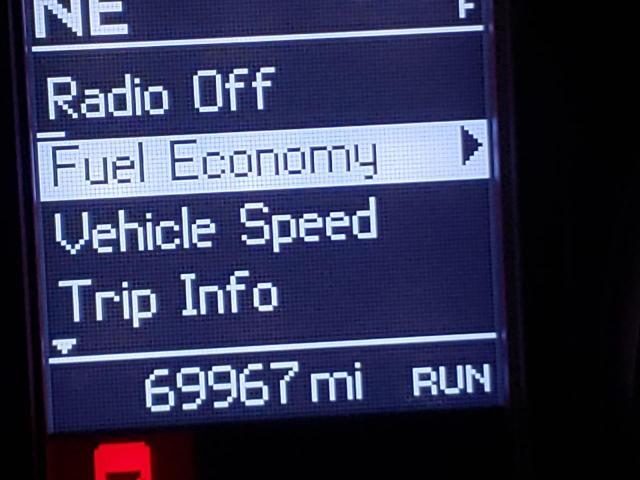 NE F
Radio Off
Fuel Economy
Vehicle Speed
Trip Info
69967 mi RUN